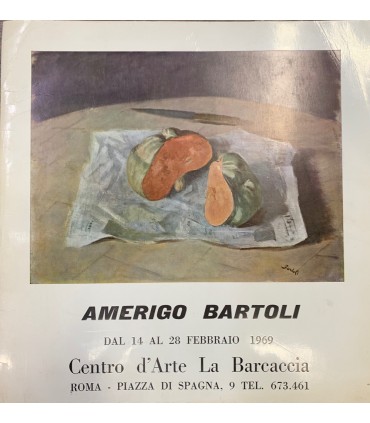 AMERIGO BARTOLI
DAL 14 AL 28 FEBBRAIO 1969
Centro d'Arte La Barcaccia
ROMA - PIAZZA DI SPAGNA, 9 TEL. 673.461